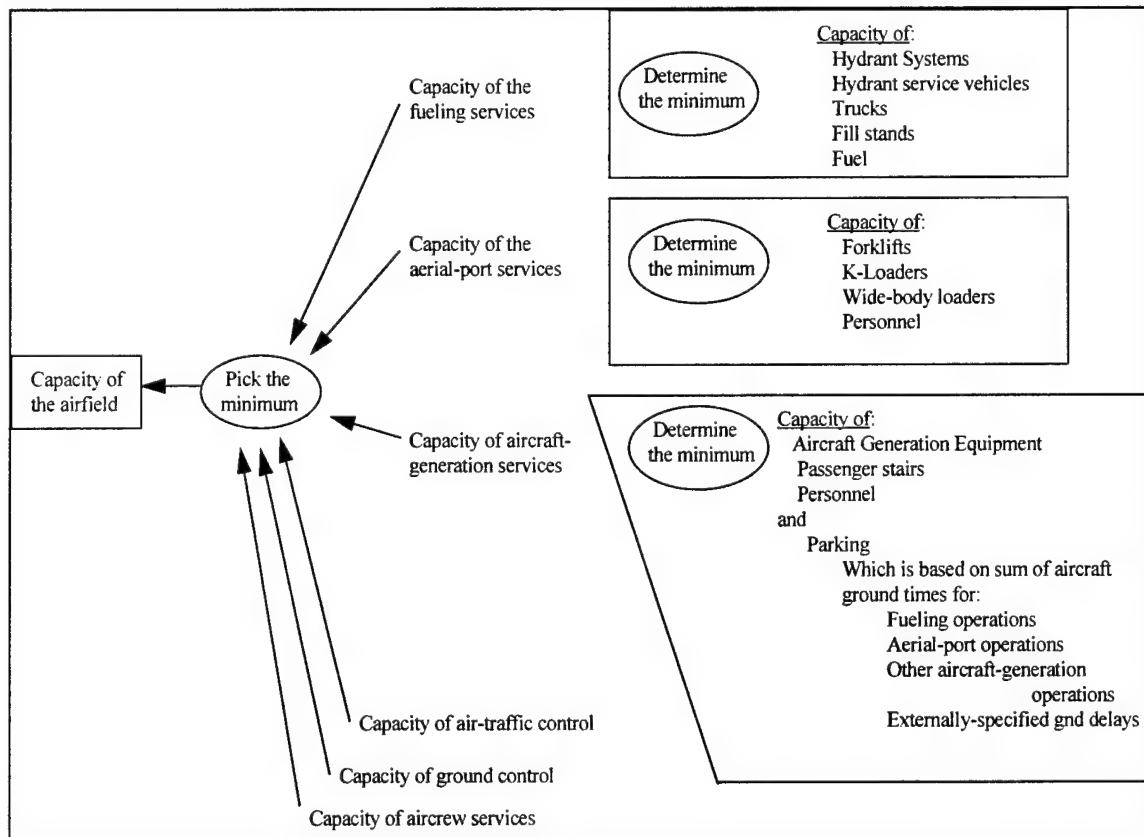 Capacity of the
fueling services
Capacity of the
aerial-port services
Capacity of
the airfield
Pick the
minimum
Capacity of aircraft-
generation services
Capacity of air-traffic control
Capacity of ground control
Capacity of aircrew services
Determine
the minimum
Capacity of:
Hydrant Systems
Hydrant service vehicles
Trucks
Fill stands
Fuel
Determine
the minimum
Capacity of:
Forklifts
K-Loaders
Wide-body loaders
Personnel
Determine
the minimum
Capacity of:
Aircraft Generation Equipment
Passenger stairs
Personnel
and
Parking
Which is based on sum of aircraft
ground times for:
Fueling operations
Aerial-port operations
Other aircraft-generation
operations
Externally-specified gnd delays